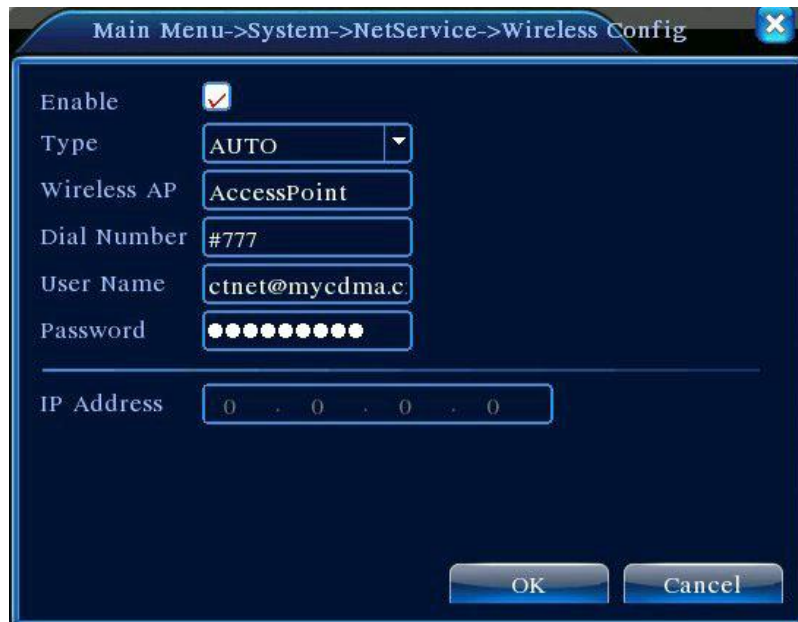 Main Menu->System->NetService->Wireless Config
Enable
Type AUTO
Wireless AP AccessPoint
Dial Number #777
User Name ctnet@mycdma.c
Password ●●●●●●●●●
IP Address 0 . 0 . 0 . 0
OK Cancel